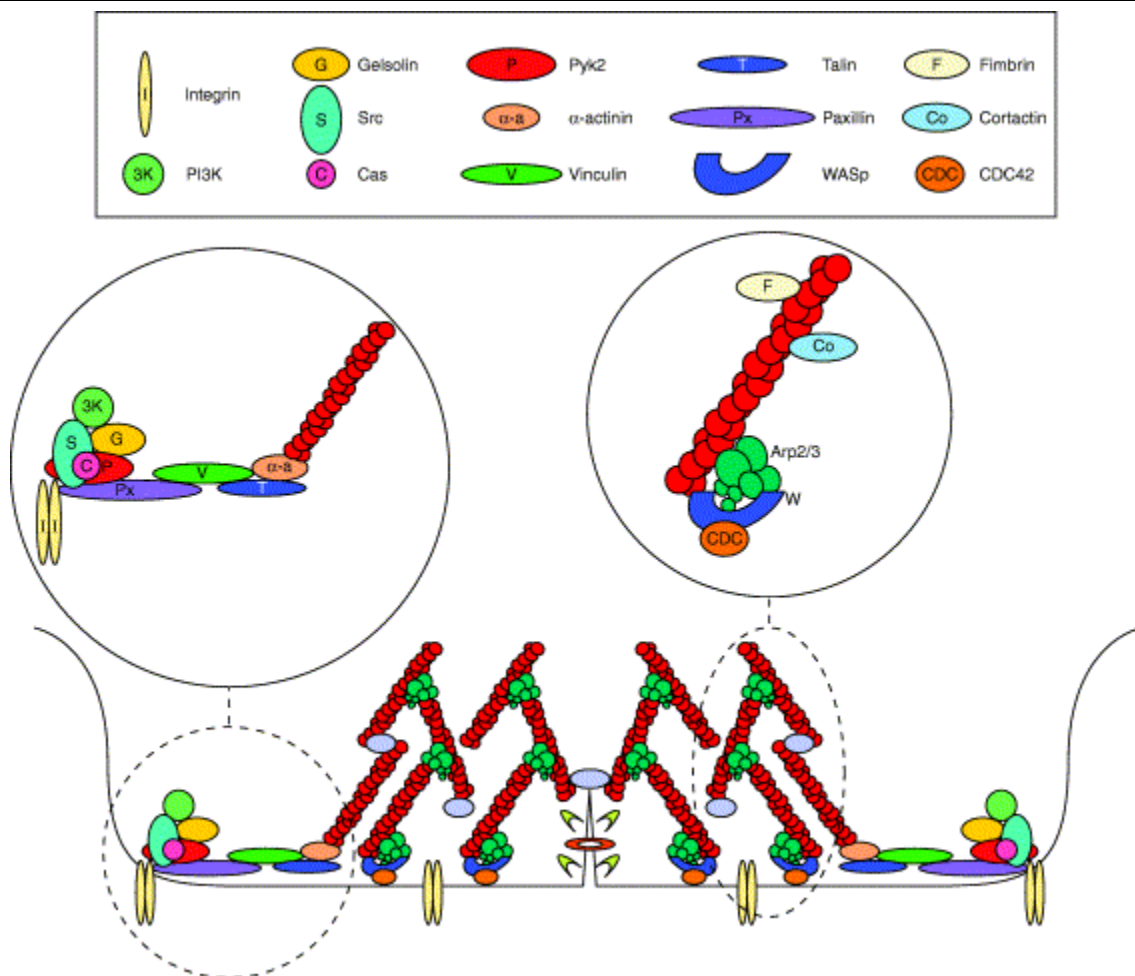 G Gelsolin P Pyk2 T Talin F Fimbrin
I Integrin
S Src α-a α-actinin Px Paxillin Co Cortactin
3K PI3K C Cas V Vinculin WASp CDC CDC42
F
Co
3K
S G
C P
V α-a
Px T
I I
Arp2/3
W
CDC